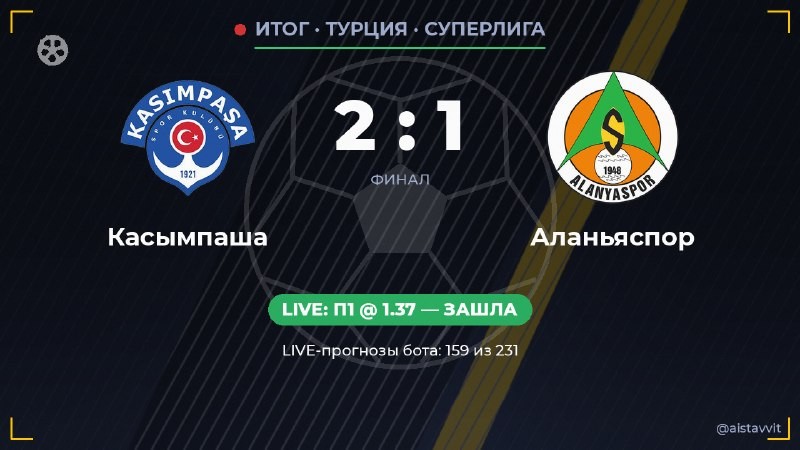 ИТОГ · ТУРЦИЯ · СУПЕРЛИГА
KASIMPAŞA
SPOR KULÜBÜ
1921
2 : 1
ФИНАЛ
S
1948
ALANYASPOR
Касымпаша
Аланьяспор
LIVE: П1 @ 1.37 — ЗАШЛА
LIVE-прогнозы бота: 159 из 231
@aistavvit